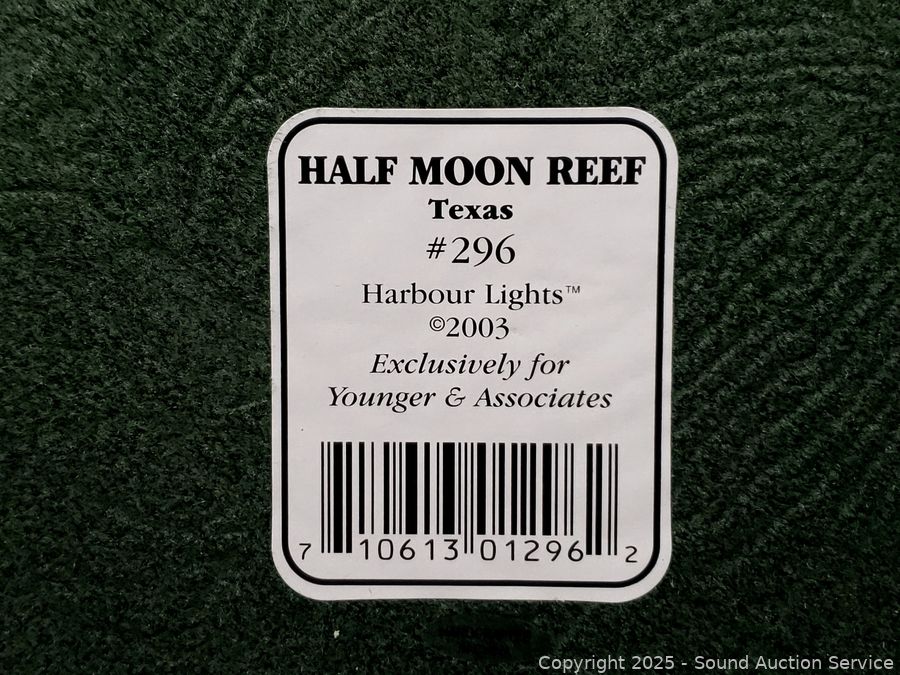 HALF MOON REEF
Texas
#296
Harbour Lights™
©2003
Exclusively for
Younger & Associates
7 10613 01296 2
Copyright 2025 - Sound Auction Service